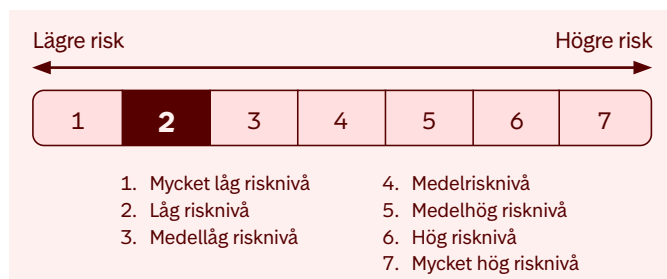 Lägre risk
Högre risk
1 2 3 4 5 6 7
1. Mycket låg risknivå
2. Låg risknivå
3. Medellåg risknivå
4. Medelrisknivå
5. Medelhög risknivå
6. Hög risknivå
7. Mycket hög risknivå